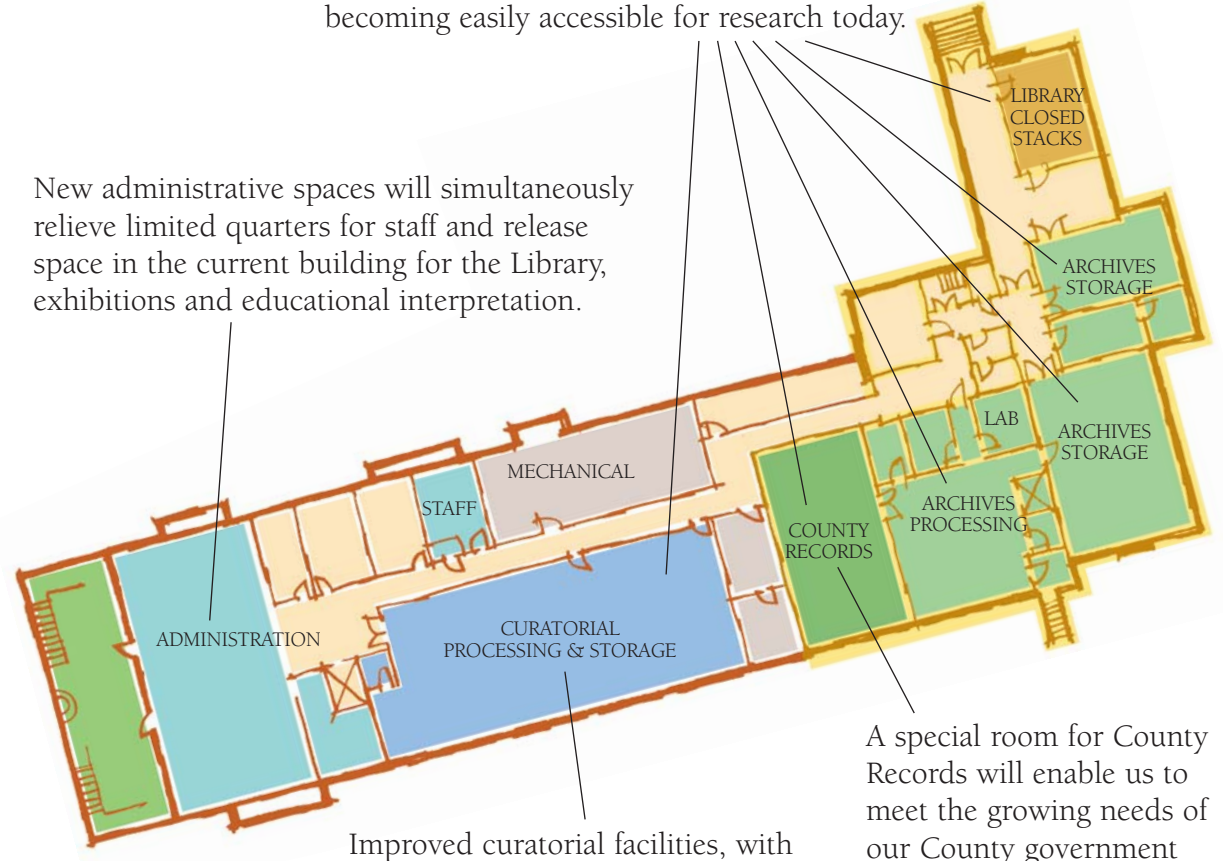 becoming easily accessible for research today.
LIBRARY
CLOSED
STACKS
New administrative spaces will simultaneously
relieve limited quarters for staff and release
space in the current building for the Library,
exhibitions and educational interpretation.
ARCHIVES
STORAGE
LAB
ARCHIVES
STORAGE
MECHANICAL
STAFF
ARCHIVES
PROCESSING
COUNTY
RECORDS
ADMINISTRATION
CURATORIAL
PROCESSING & STORAGE
A special room for County
Records will enable us to
meet the growing needs of
our County government
Improved curatorial facilities, with